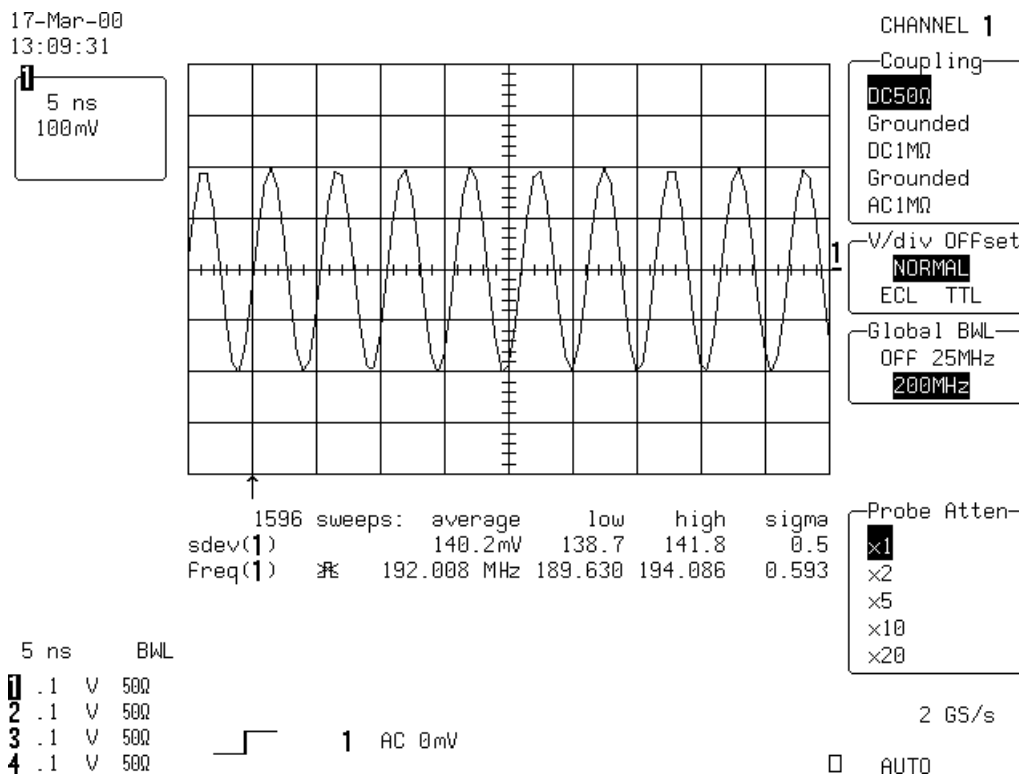 17-Mar-00
13:09:31
1
5 ns
100mV
CHANNEL 1
Coupling
DC50Ω
Grounded
DC1MΩ
Grounded
AC1MΩ
1
V/div OFFset
NORMAL
ECL TTL
Global BWL
OFF 25MHz
200MHz
1596 sweeps: average low high sigma
sdev(1) 140.2mV 138.7 141.8 0.5
Freq(1) 192.008 MHz 189.630 194.086 0.593
Probe Atten
×1
×2
×5
×10
×20
5 ns BWL
1 .1 V 50Ω
2 .1 V 50Ω
3 .1 V 50Ω
4 .1 V 50Ω
1 AC 0mV
2 GS/s
AUTO